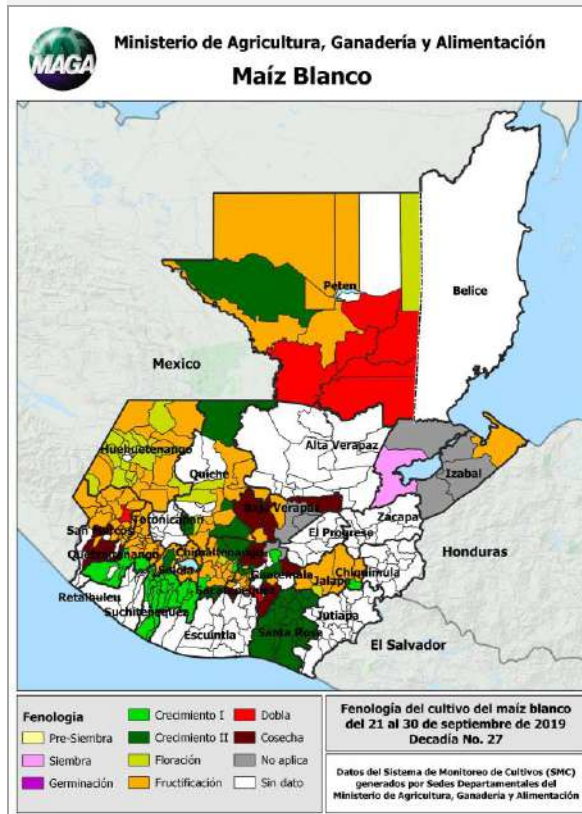 MAGA
Ministerio de Agricultura, Ganadería y Alimentación
Maíz Blanco
Peten
Belice
Mexico
Alta Verapaz
Huehuetenango
Quiche
Izabal
Baja Verapaz
Zacapa
Totonicapan
San Marcos
El Progreso
Quetzaltenango
Chimaltenango
Honduras
Solola
Guatemala
Chiquimula
Jalapa
Retalhuleu
Sacatepequez
Suchitepequez
Jutiapa
Escuintla
Santa Rosa
El Salvador
Fenología
Pre-Siembra
Siembra
Germinación
Crecimiento I
Crecimiento II
Floración
Fructificación
Dobla
Cosecha
No aplica
Sin dato
Fenología del cultivo del maíz blanco
del 21 al 30 de septiembre de 2019
Decadía No. 27
Datos del Sistema de Monitoreo de Cultivos (SMC)
generados por Sedes Departamentales del
Ministerio de Agricultura, Ganadería y Alimentación